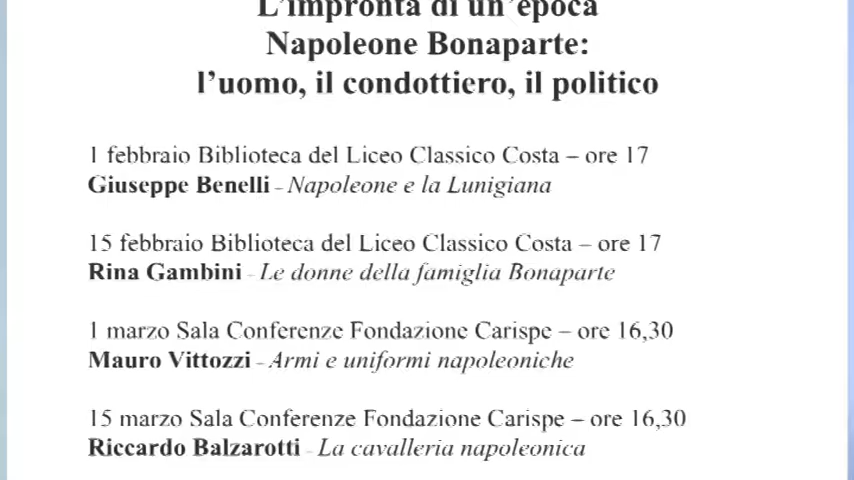 L’impronta di un’epoca
Napoleone Bonaparte:
l’uomo, il condottiero, il politico
1 febbraio Biblioteca del Liceo Classico Costa – ore 17
Giuseppe Benelli - Napoleone e la Lunigiana
15 febbraio Biblioteca del Liceo Classico Costa – ore 17
Rina Gambini - Le donne della famiglia Bonaparte
1 marzo Sala Conferenze Fondazione Carispe – ore 16,30
Mauro Vittozzi - Armi e uniformi napoleoniche
15 marzo Sala Conferenze Fondazione Carispe – ore 16,30
Riccardo Balzarotti - La cavalleria napoleonica